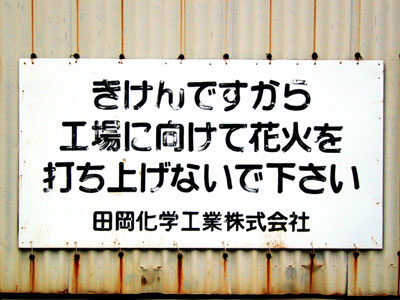 きけんですから
工場に向けて花火を
打ち上げないで下さい
田岡化学工業株式会社